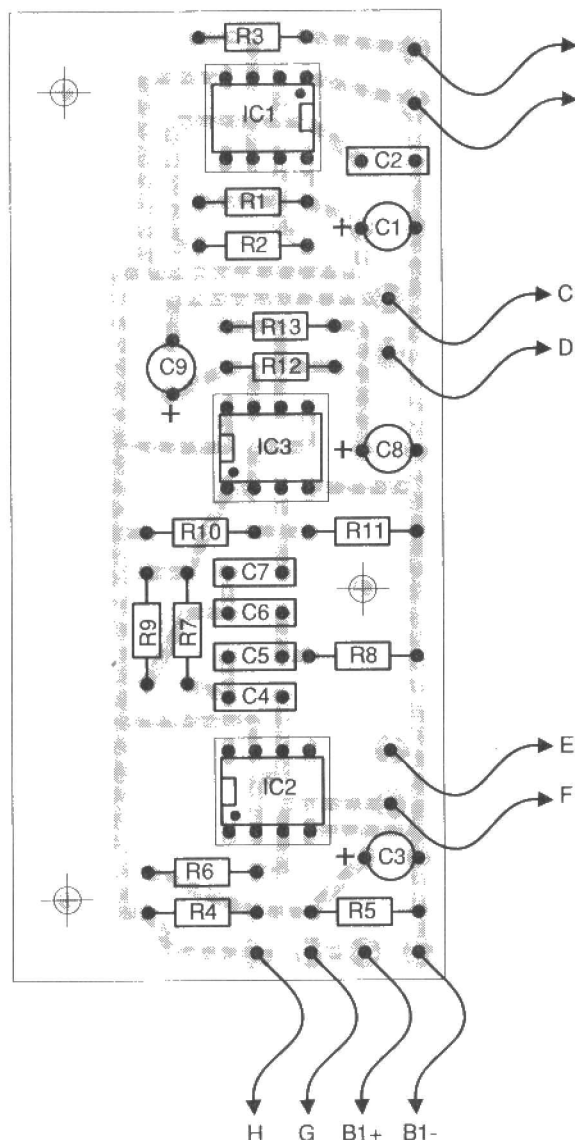 R3
IC1
C2
R1
C1
+
R2
C
R13
D
C9
R12
+
IC3
+
C8
R10
R11
C7
R9
R7
C6
C5
R8
C4
E
IC2
F
+
C3
R6
R4
R5
H G B1+ B1-